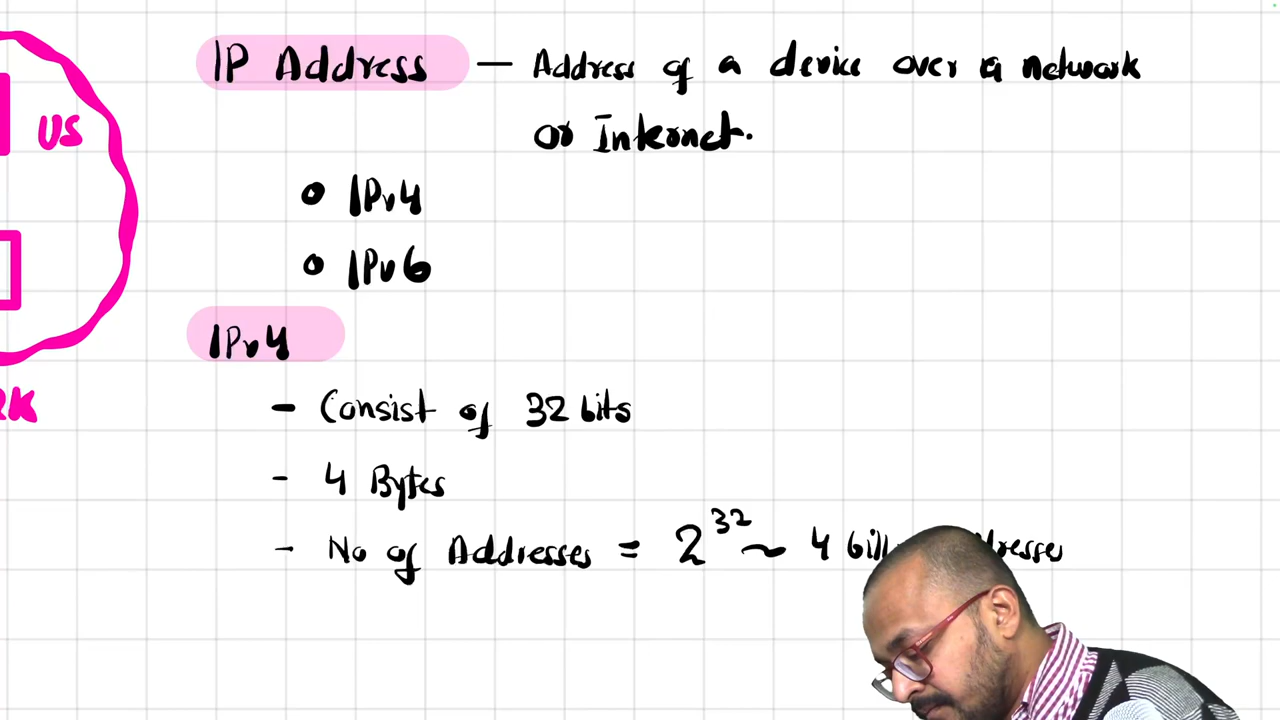 IP Address — Address of a device over a network
or Internet.
US
• IPv4
• IPv6
IPv4
- Consist of 32 bits
- 4 Bytes
- No of Addresses = 2^32 ~ 4